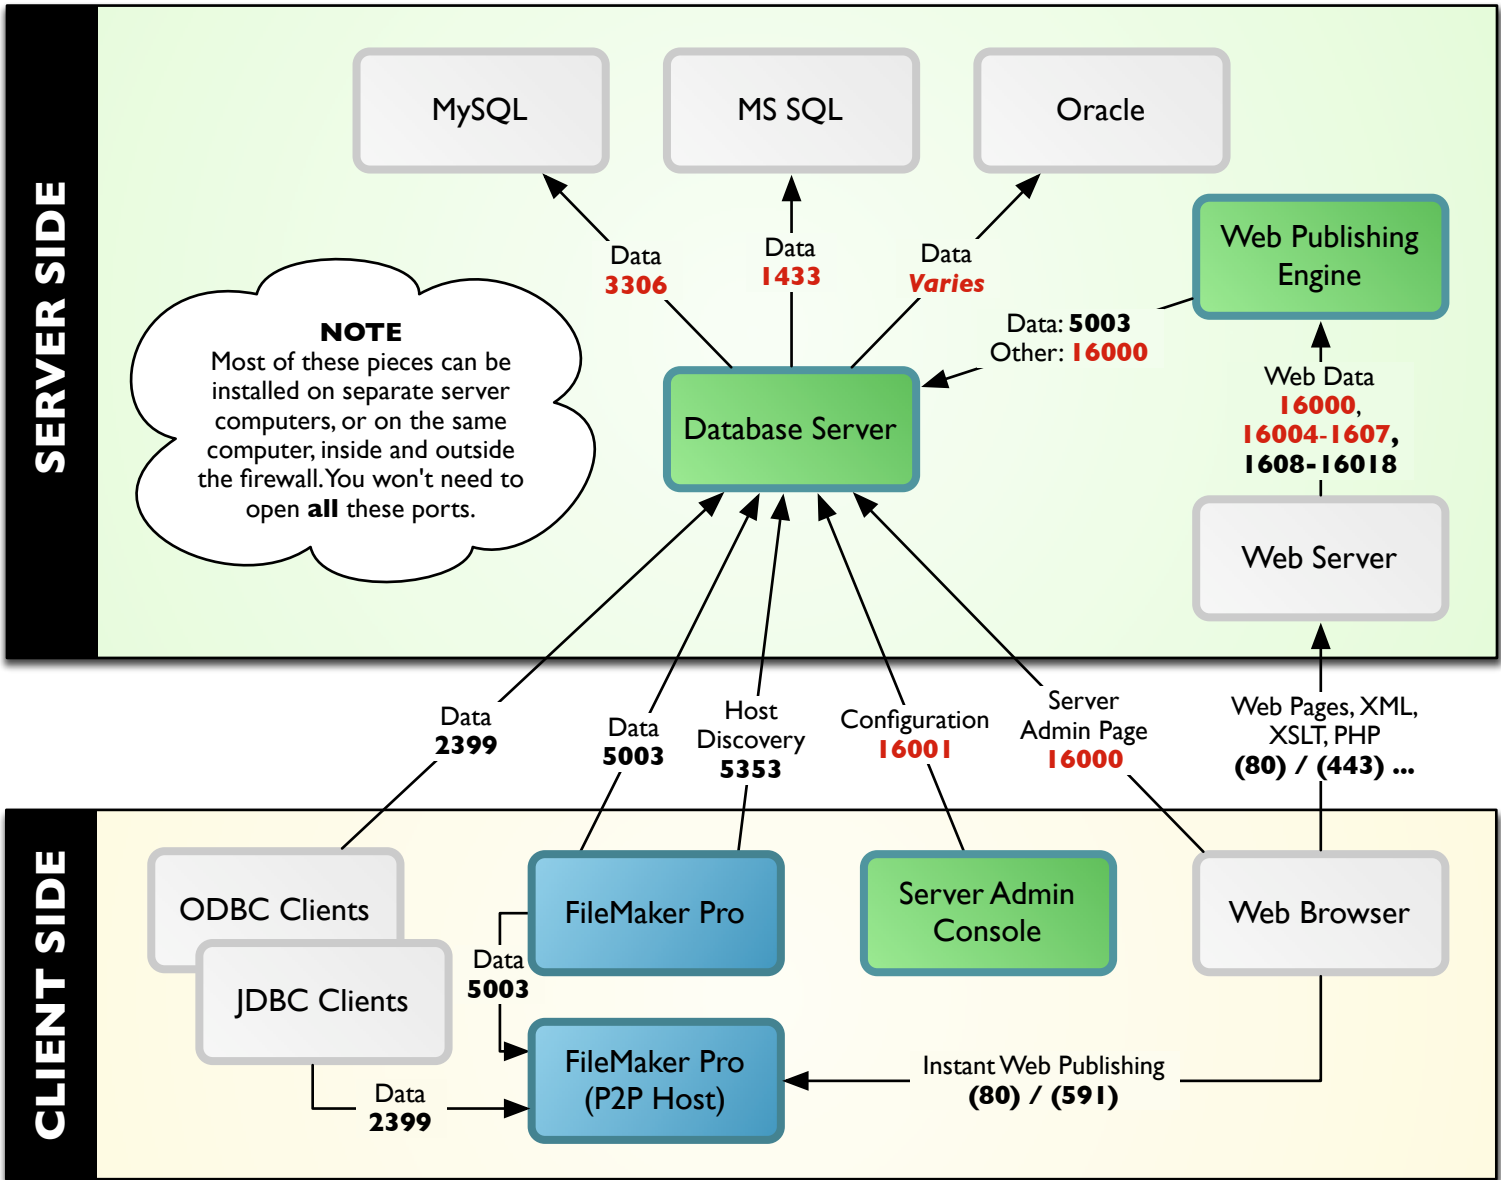 SERVER SIDE
MySQL
MS SQL
Oracle
Web Publishing
Engine
Data
3306
Data
1433
Data
Varies
Data: 5003
Other: 16000
NOTE
Most of these pieces can be
installed on separate server
computers, or on the same
computer, inside and outside
the firewall. You won't need to
open all these ports.
Database Server
Web Data
16000,
16004-1607,
1608-16018
Web Server
Data
2399
Data
5003
Host
Discovery
5353
Configuration
16001
Server
Admin Page
16000
Web Pages, XML,
XSLT, PHP
(80) / (443) ...
CLIENT SIDE
ODBC Clients
JDBC Clients
FileMaker Pro
Server Admin
Console
Web Browser
Data
5003
FileMaker Pro
(P2P Host)
Instant Web Publishing
(80) / (591)
Data
2399